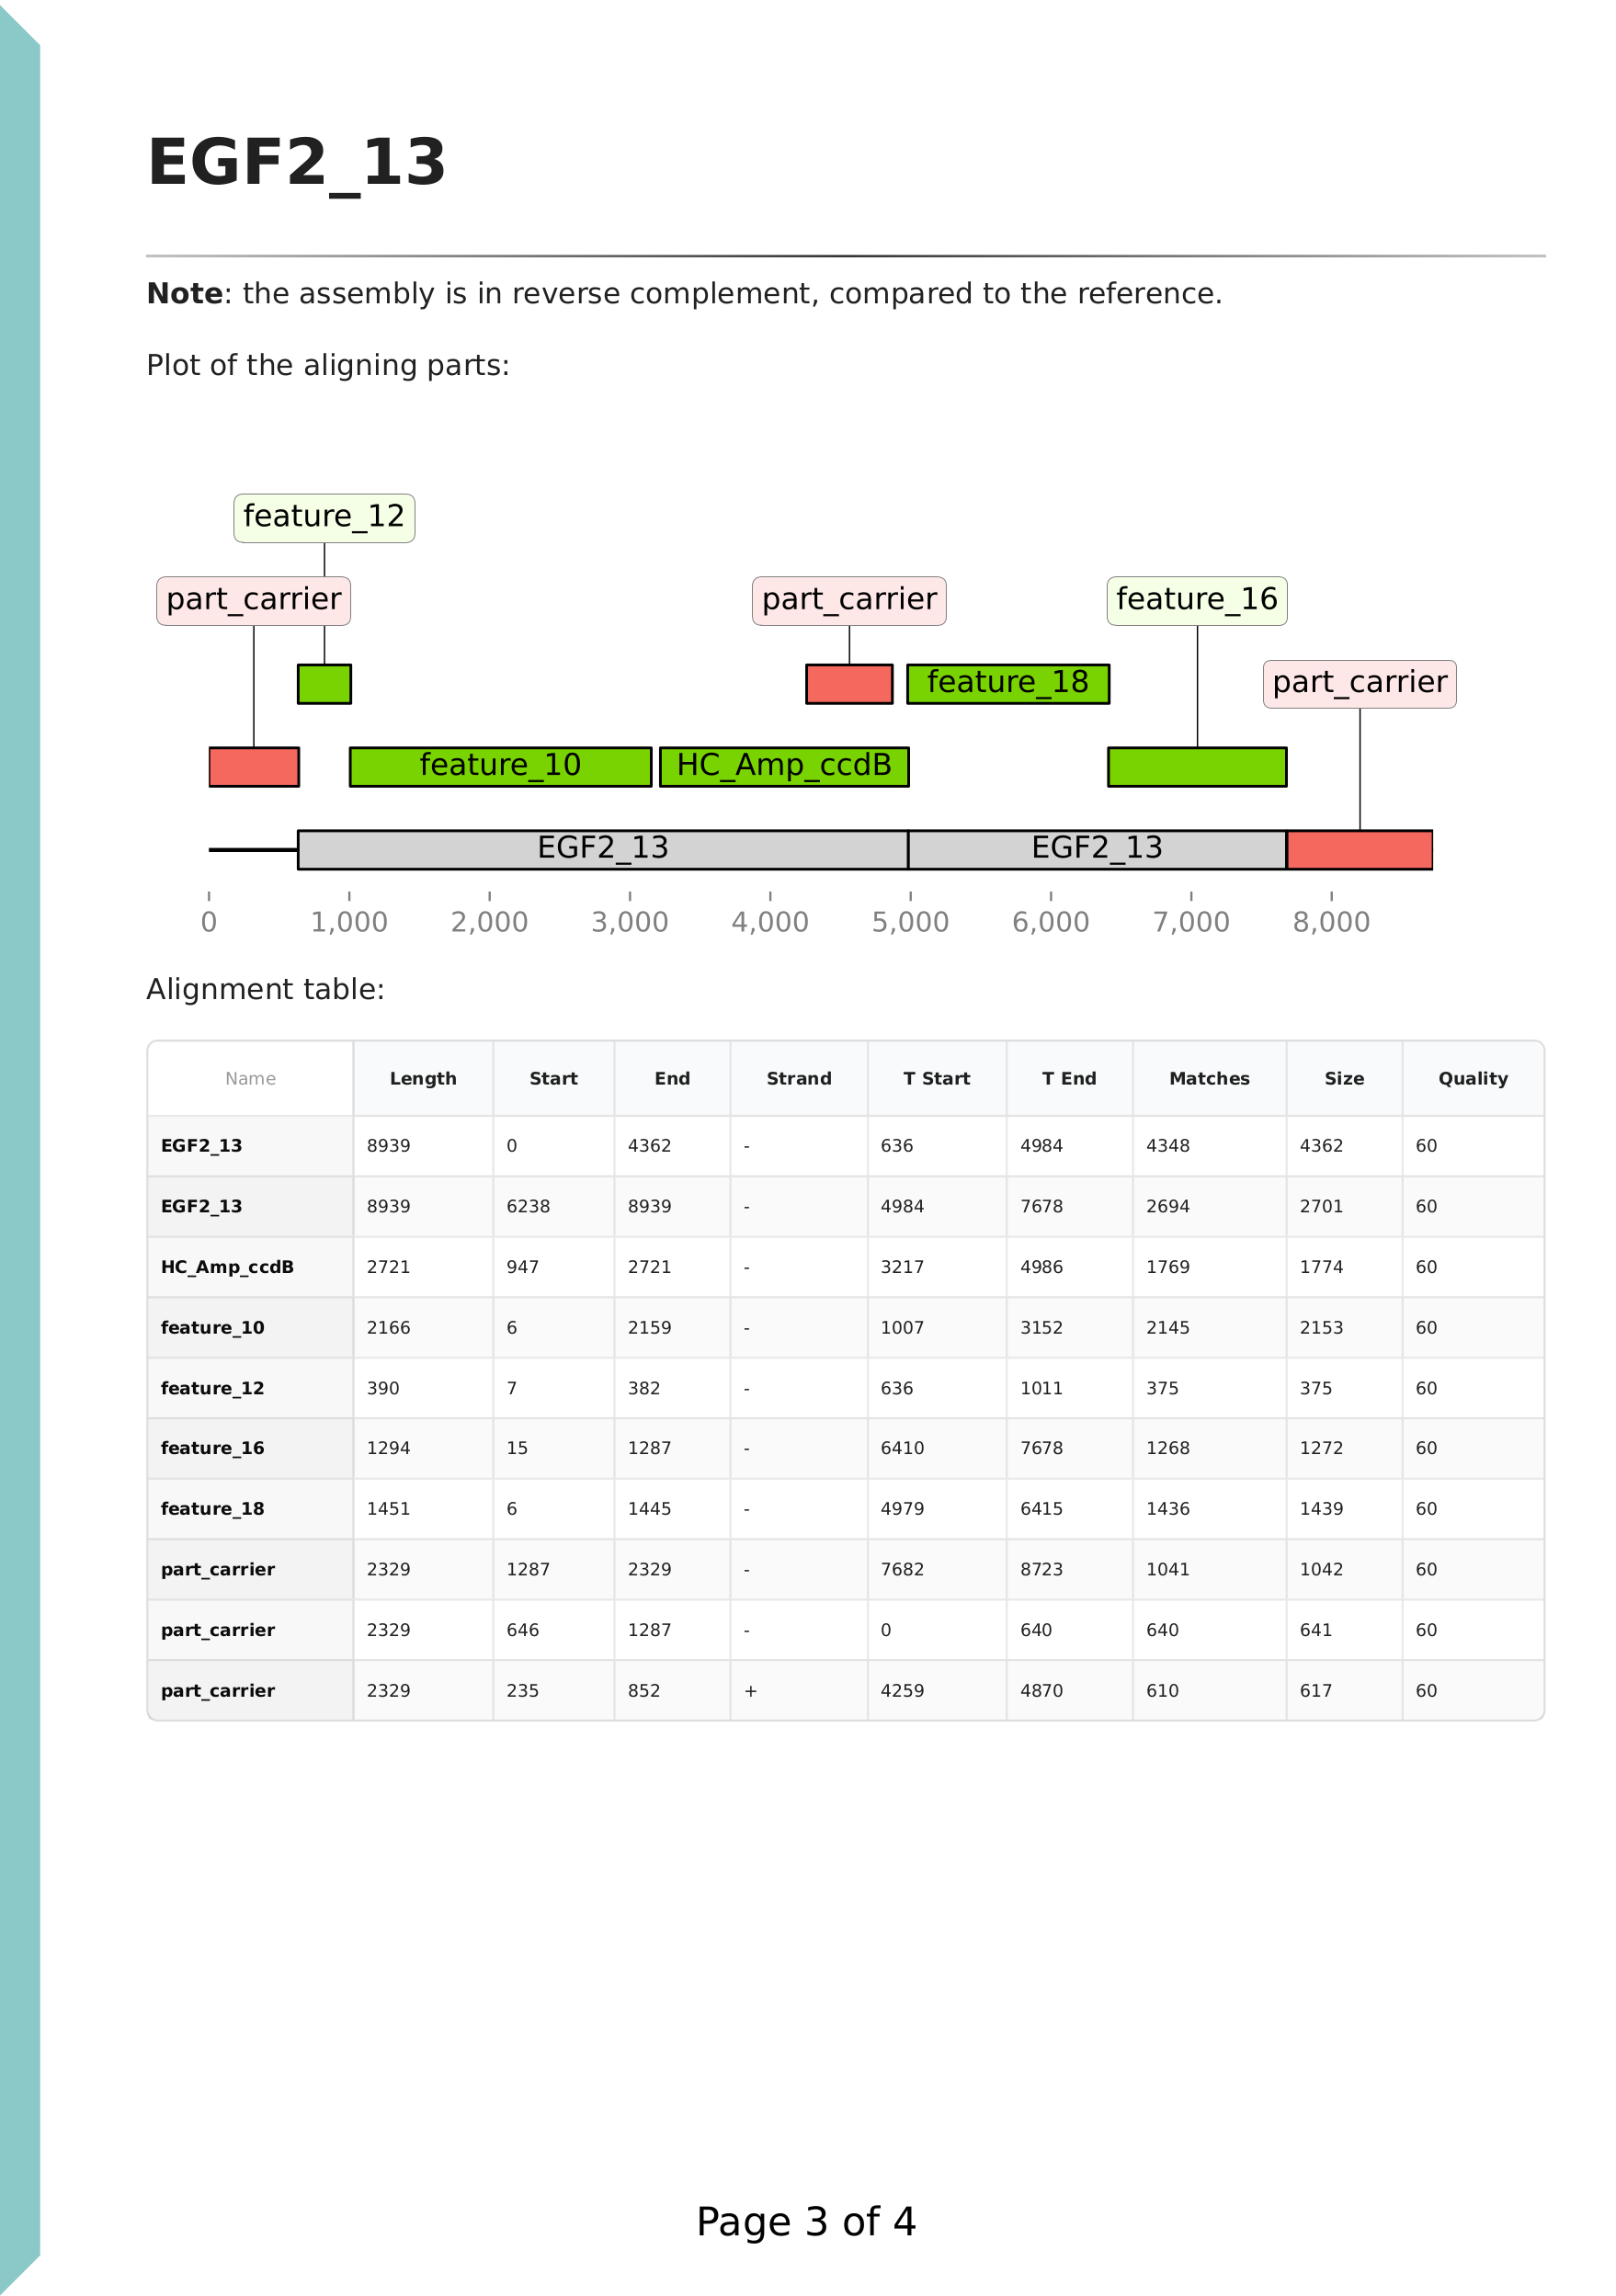 EGF2_13
Note: the assembly is in reverse complement, compared to the reference.
Plot of the aligning parts:
feature_12
part_carrier part_carrier feature_16
feature_18 part_carrier
feature_10 HC_Amp_ccdB
EGF2_13 EGF2_13
0 1,000 2,000 3,000 4,000 5,000 6,000 7,000 8,000
Alignment table:
Name Length Start End Strand T Start T End Matches Size Quality
EGF2_13 8939 0 4362 - 636 4984 4348 4362 60
EGF2_13 8939 6238 8939 - 4984 7678 2694 2701 60
HC_Amp_ccdB 2721 947 2721 - 3217 4986 1769 1774 60
feature_10 2166 6 2159 - 1007 3152 2145 2153 60
feature_12 390 7 382 - 636 1011 375 375 60
feature_16 1294 15 1287 - 6410 7678 1268 1272 60
feature_18 1451 6 1445 - 4979 6415 1436 1439 60
part_carrier 2329 1287 2329 - 7682 8723 1041 1042 60
part_carrier 2329 646 1287 - 0 640 640 641 60
part_carrier 2329 235 852 + 4259 4870 610 617 60
Page 3 of 4